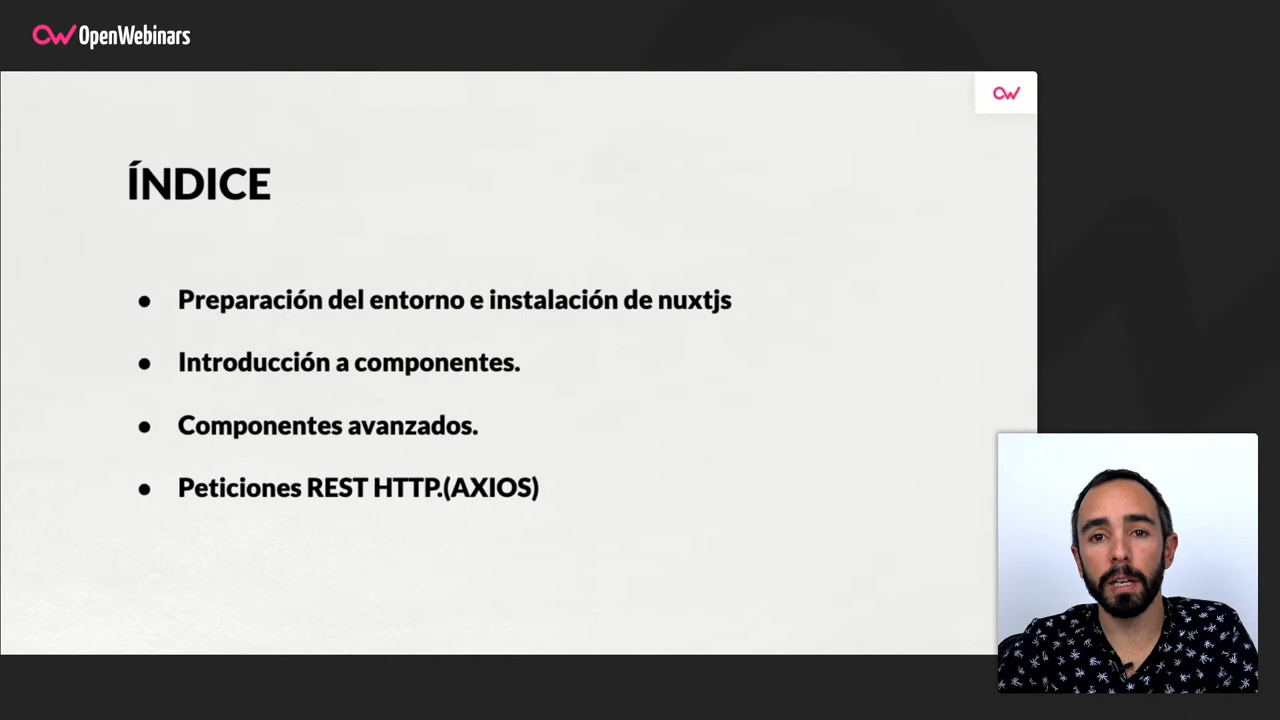 OpenWebinars
ÍNDICE
● Preparación del entorno e instalación de nuxtjs
● Introducción a componentes.
● Componentes avanzados.
● Peticiones REST HTTP.(AXIOS)